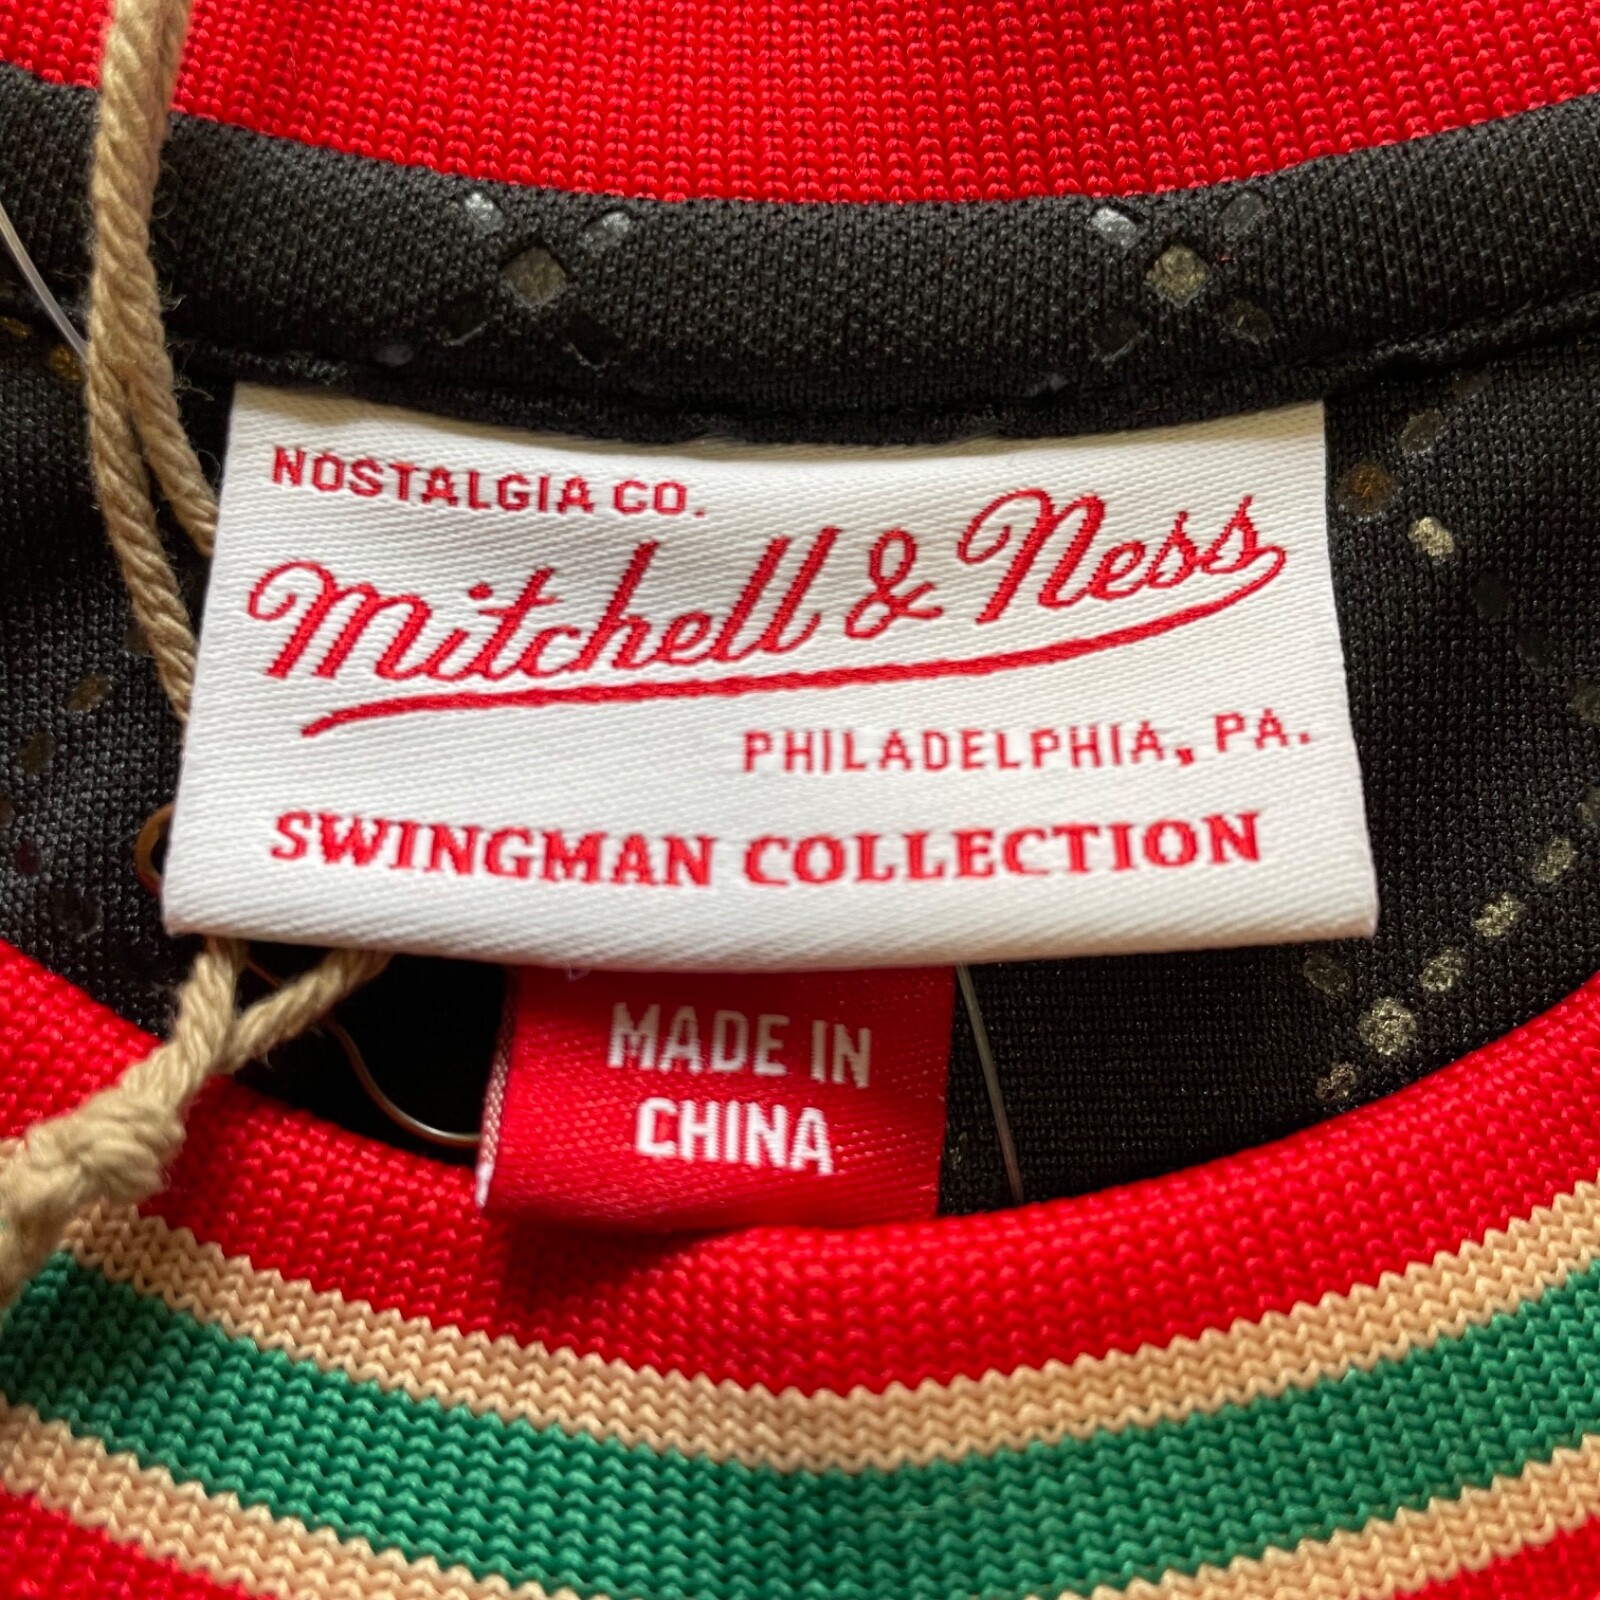 NOSTALGIA CO.
Mitchell & Ness
PHILADELPHIA, PA.
SWINGMAN COLLECTION
MADE IN
CHINA